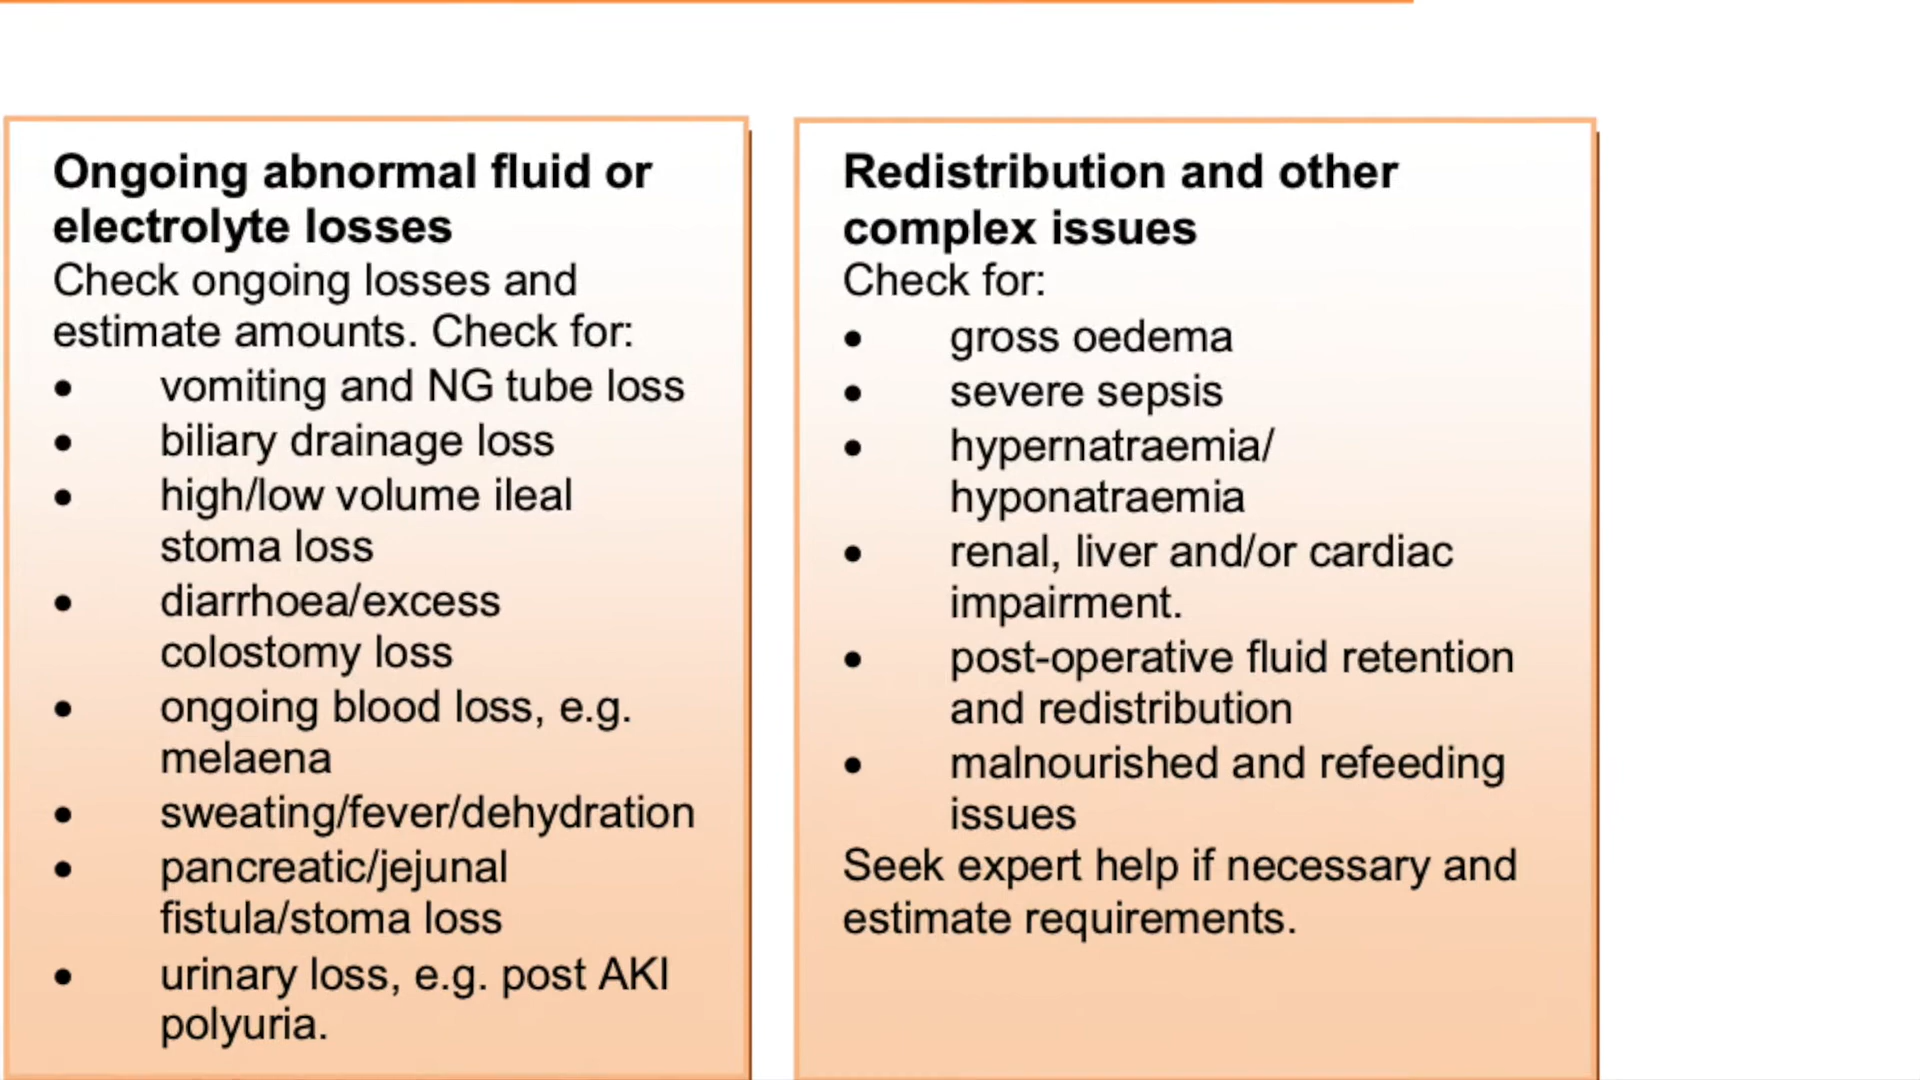 Ongoing abnormal fluid or
electrolyte losses
Check ongoing losses and
estimate amounts. Check for:
• vomiting and NG tube loss
• biliary drainage loss
• high/low volume ileal
stoma loss
• diarrhoea/excess
colostomy loss
• ongoing blood loss, e.g.
melaena
• sweating/fever/dehydration
• pancreatic/jejunal
fistula/stoma loss
• urinary loss, e.g. post AKI
polyuria.
Redistribution and other
complex issues
Check for:
• gross oedema
• severe sepsis
• hypernatraemia/
hyponatraemia
• renal, liver and/or cardiac
impairment.
• post-operative fluid retention
and redistribution
• malnourished and refeeding
issues
Seek expert help if necessary and
estimate requirements.